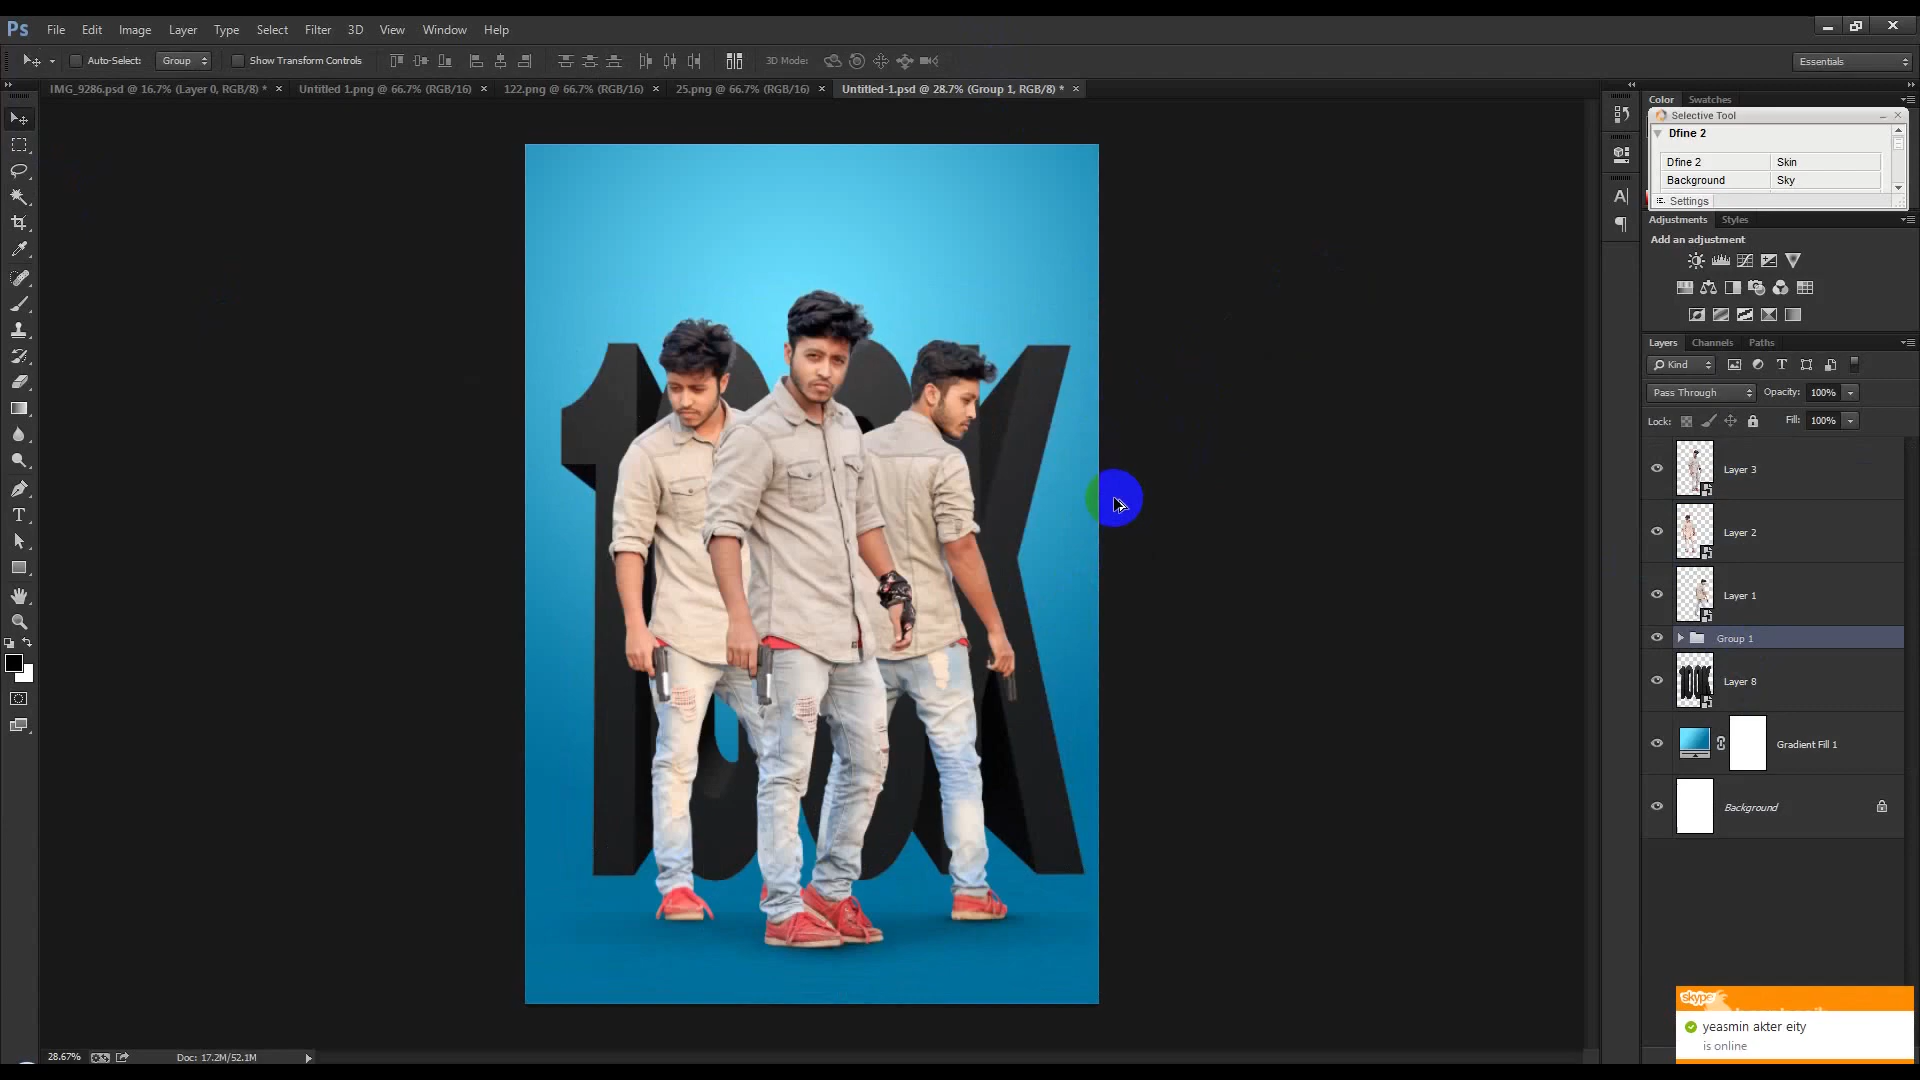 Ps File Edit Image Layer Type Select Filter 3D View Window Help
Auto-Select: Group Show Transform Controls 3D Mode: Essentials
IMG_9286.psd @ 16.7% (Layer 0, RGB/8) * × Untitled 1.png @ 66.7% (RGB/16) × 122.png @ 66.7% (RGB/16) × 25.png @ 66.7% (RGB/16) × Untitled-1.psd @ 28.7% (Group 1, RGB/8) * ×
Color Swatches
Selective Tool
Dfine 2
Dfine 2 Skin
Background Sky
Settings
Adjustments Styles
Add an adjustment
Layers Channels Paths
Kind
Pass Through Opacity: 100%
Lock: Fill: 100%
Layer 3
Layer 2
Layer 1
Group 1
Layer 8
Gradient Fill 1
Background
100K
skype
yeasmin akter eity
is online
28.67% Doc: 17.2M/52.1M